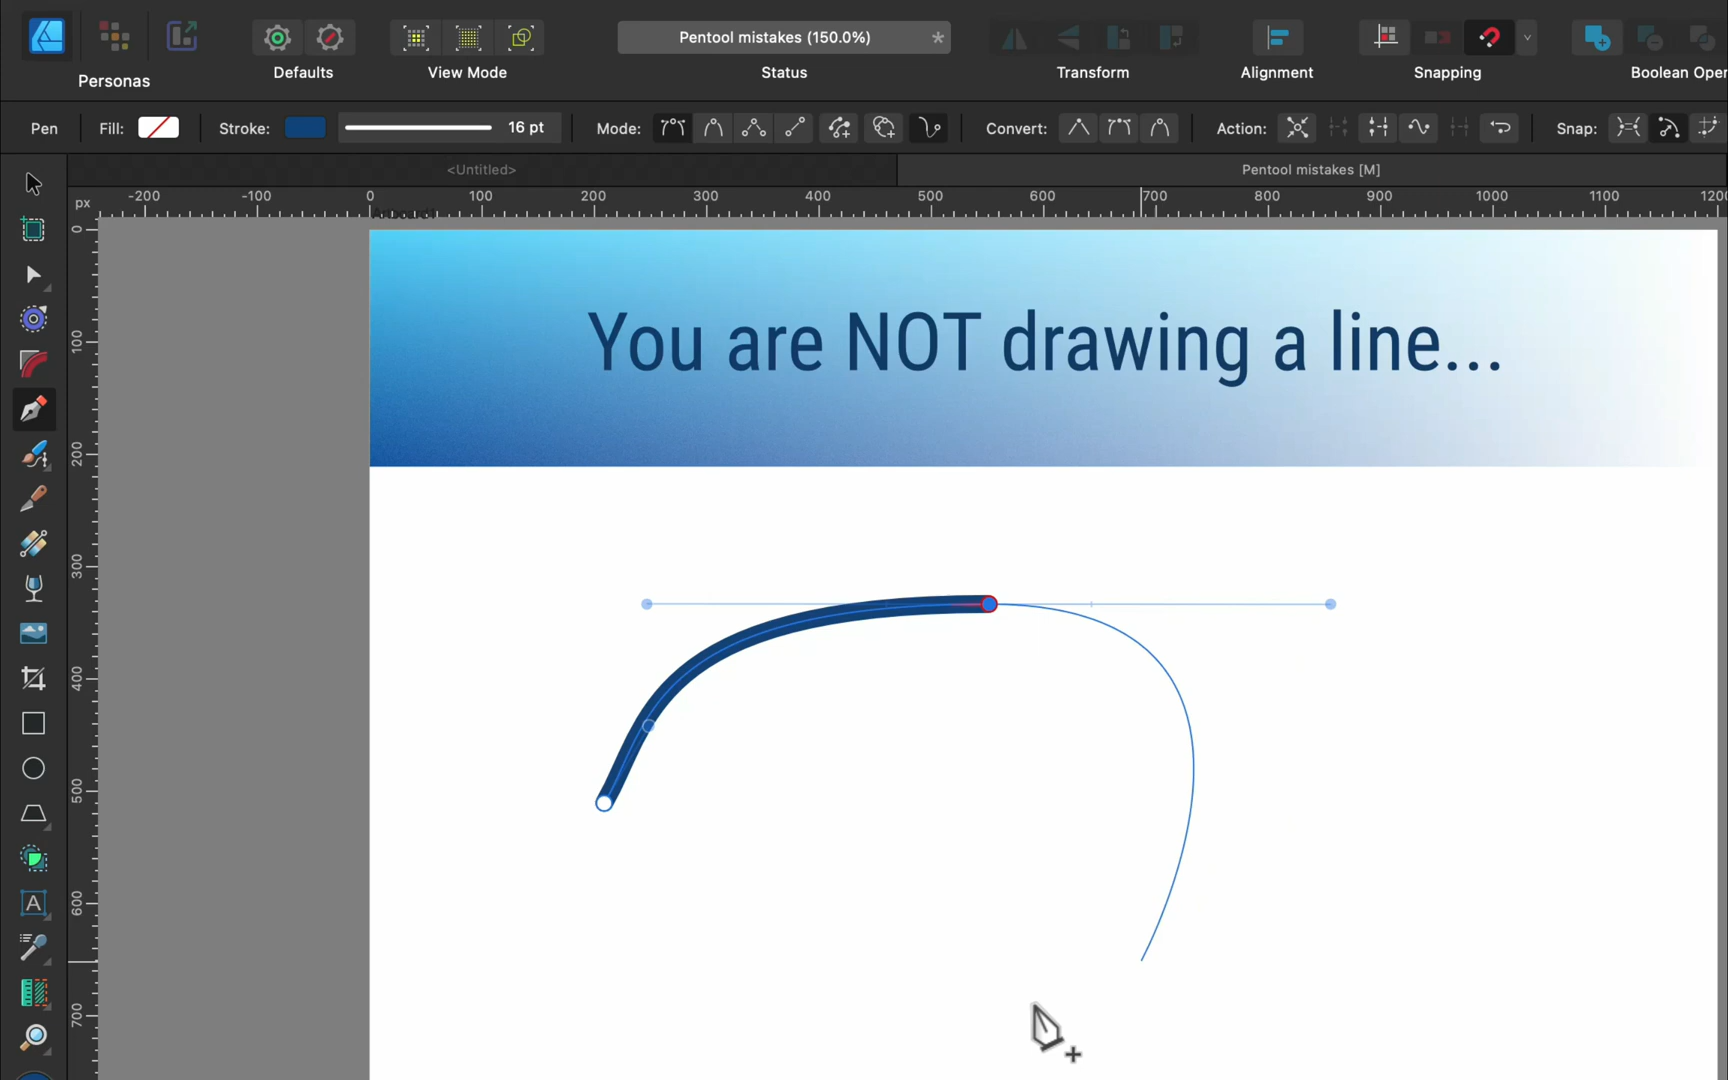 Pentool mistakes (150.0%)
*
Personas
Defaults
View Mode
Status
Transform
Alignment
Snapping
Boolean Oper
Pen
Fill:
Stroke:
16 pt
Mode:
Convert:
Action:
Snap:
<Untitled>
Pentool mistakes [M]
px
-200 -100 0 100 200 300 400 500 600 700 800 900 1000 1100 1200
Artboard1
0
100
200
300
400
500
600
700
You are NOT drawing a line...
A